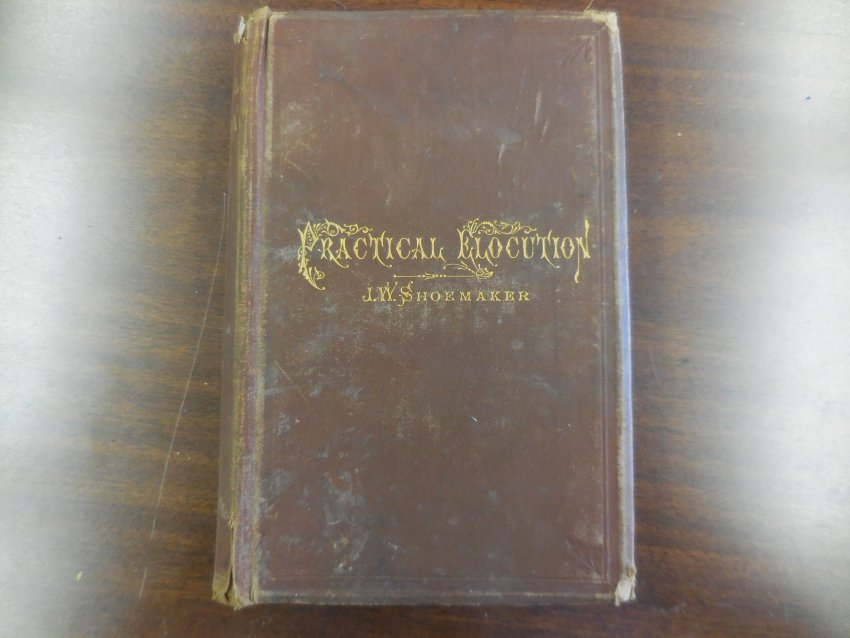 PRACTICAL ELOCUTION
J.W. SHOEMAKER